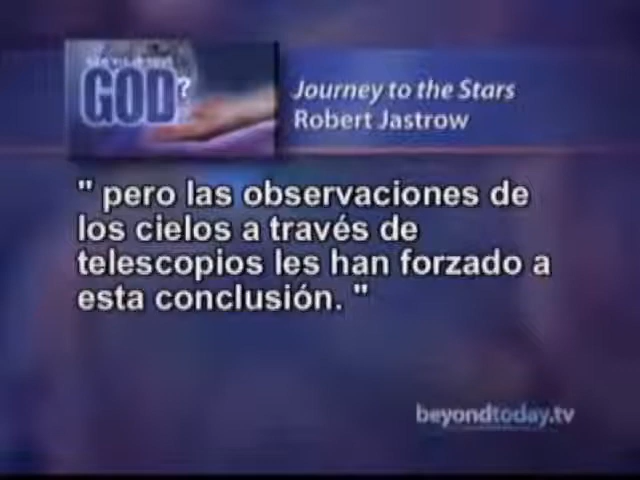 GOD?
Journey to the Stars
Robert Jastrow
" pero las observaciones de
los cielos a través de
telescopios les han forzado a
esta conclusión. "
beyondtoday.tv